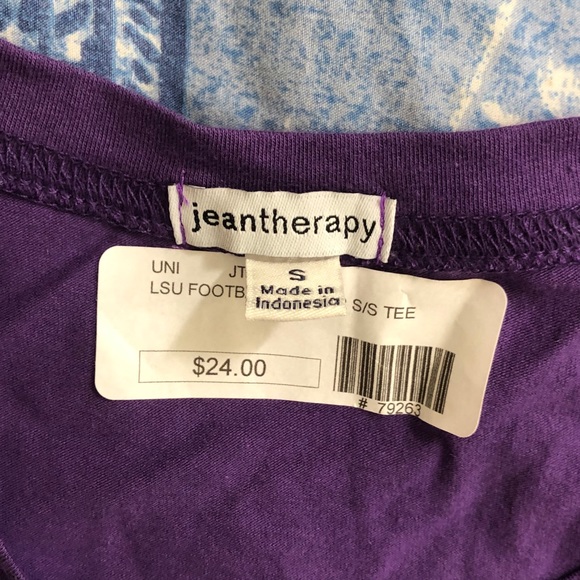 jeantherapy
S
Made in
Indonesia
UNI JT
LSU FOOTB S/S TEE
$24.00
# 79263